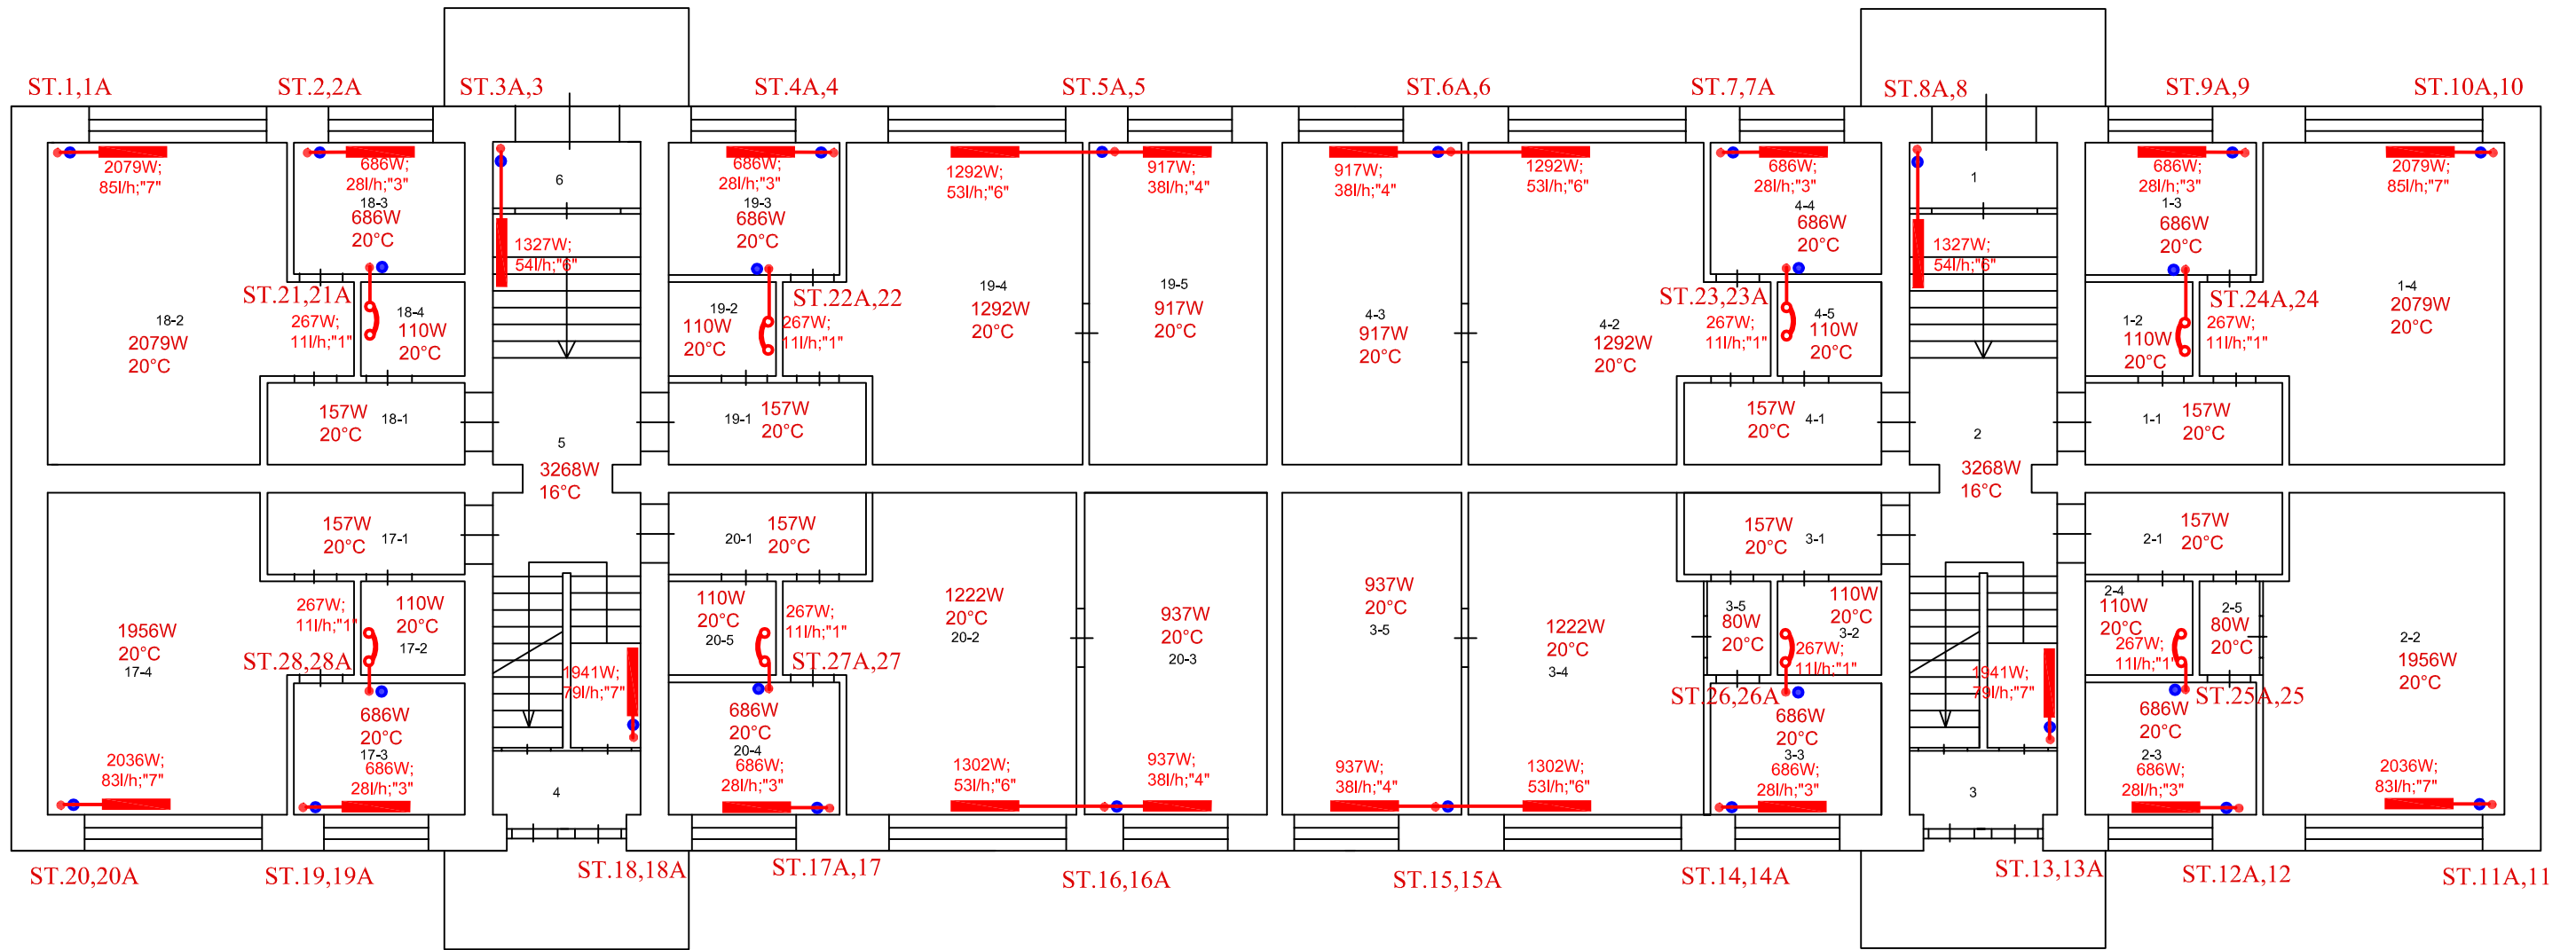 ST.1,1A
ST.2,2A
ST.3A,3
ST.4A,4
ST.5A,5
ST.6A,6
ST.7,7A
ST.8A,8
ST.9A,9
ST.10A,10
2079W;
85l/h;"7"
686W;
28l/h;"3"
18-3
686W
20°C
6
1327W;
54l/h;"6"
686W;
28l/h;"3"
19-3
686W
20°C
1292W;
53l/h;"6"
917W;
38l/h;"4"
917W;
38l/h;"4"
1292W;
53l/h;"6"
686W;
28l/h;"3"
4-4
686W
20°C
1
1327W;
54l/h;"6"
686W;
28l/h;"3"
1-3
686W
20°C
2079W;
85l/h;"7"
ST.21,21A
267W;
11l/h;"1"
18-4
110W
20°C
18-2
2079W
20°C
19-2
110W
20°C
ST.22A,22
267W;
11l/h;"1"
19-4
1292W
20°C
19-5
917W
20°C
4-3
917W
20°C
4-2
1292W
20°C
ST.23,23A
267W;
11l/h;"1"
4-5
110W
20°C
1-2
110W
20°C
ST.24A,24
267W;
11l/h;"1"
1-4
2079W
20°C
157W
20°C
18-1
5
3268W
16°C
19-1
157W
20°C
157W
20°C
4-1
2
3268W
16°C
1-1
157W
20°C
157W
20°C
17-1
20-1
157W
20°C
157W
20°C
3-1
2-1
157W
20°C
1956W
20°C
17-4
267W;
11l/h;"1"
110W
20°C
17-2
ST.28,28A
110W
20°C
20-5
267W;
11l/h;"1"
ST.27A,27
1222W
20°C
20-2
937W
20°C
20-3
937W
20°C
3-5
1222W
20°C
3-4
3-5
80W
20°C
110W
20°C
3-2
267W;
11l/h;"1"
ST.26,26A
2-4
110W
20°C
267W;
11l/h;"1"
2-5
80W
20°C
ST.25A,25
2-2
1956W
20°C
1941W;
79l/h;"7"
1941W;
79l/h;"7"
2036W;
83l/h;"7"
686W
20°C
17-3
686W;
28l/h;"3"
4
686W
20°C
20-4
686W;
28l/h;"3"
1302W;
53l/h;"6"
937W;
38l/h;"4"
937W;
38l/h;"4"
1302W;
53l/h;"6"
686W
20°C
3-3
686W;
28l/h;"3"
3
686W
20°C
2-3
686W;
28l/h;"3"
2036W;
83l/h;"7"
ST.20,20A
ST.19,19A
ST.18,18A
ST.17A,17
ST.16,16A
ST.15,15A
ST.14,14A
ST.13,13A
ST.12A,12
ST.11A,11